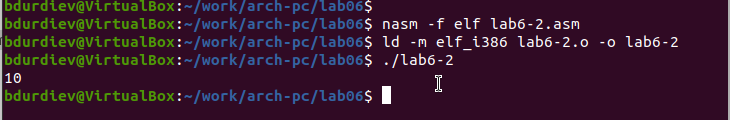 bdurdiev@VirtualBox:~/work/arch-pc/lab06$
bdurdiev@VirtualBox:~/work/arch-pc/lab06$ nasm -f elf lab6-2.asm
bdurdiev@VirtualBox:~/work/arch-pc/lab06$ ld -m elf_i386 lab6-2.o -o lab6-2
bdurdiev@VirtualBox:~/work/arch-pc/lab06$ ./lab6-2
10
bdurdiev@VirtualBox:~/work/arch-pc/lab06$